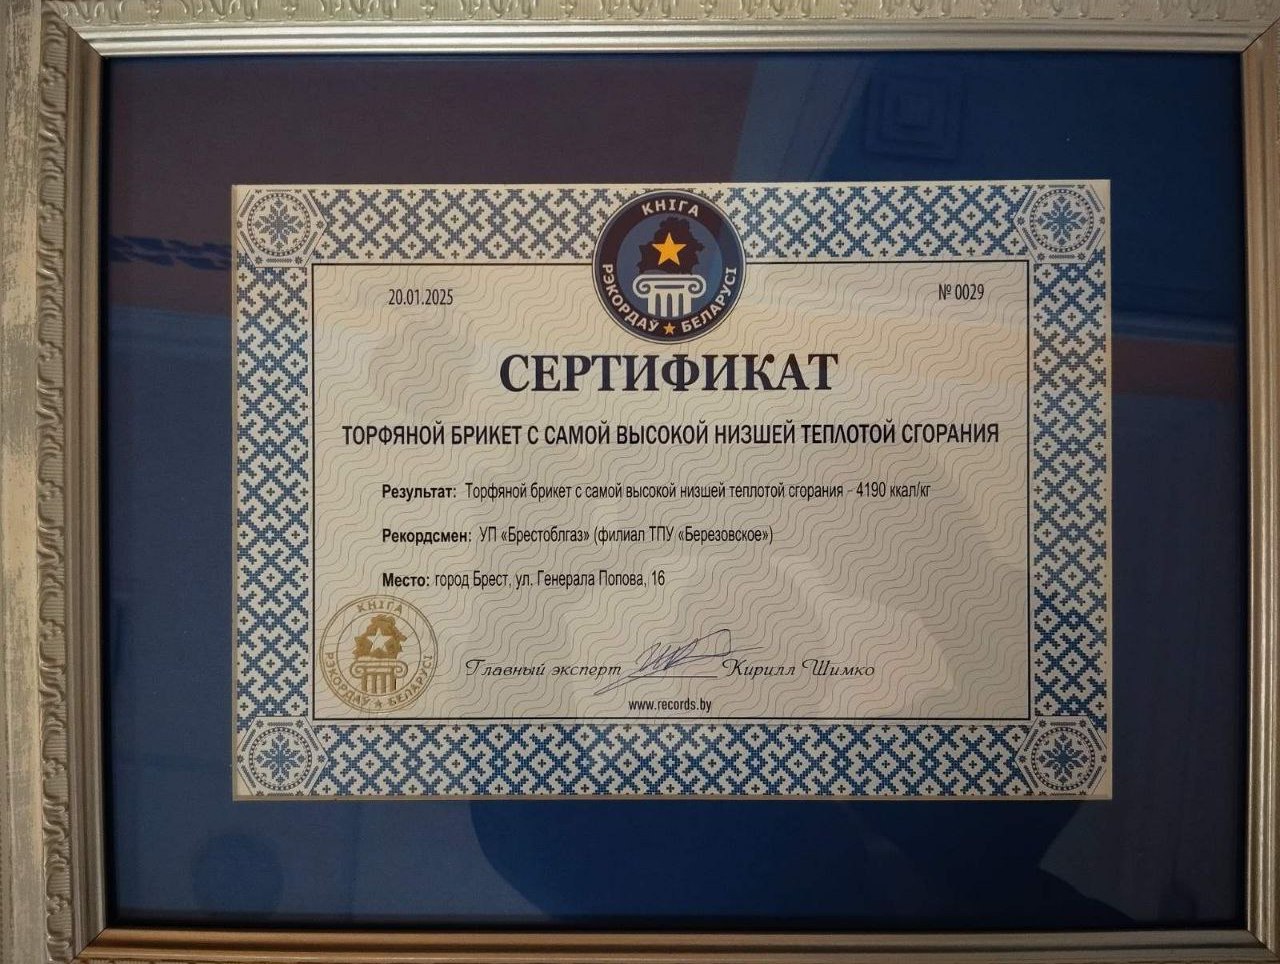 КНІГА РЭКОРДАЎ БЕЛАРУСІ
20.01.2025
№ 0029
СЕРТИФИКАТ
ТОРФЯНОЙ БРИКЕТ С САМОЙ ВЫСОКОЙ НИЗШЕЙ ТЕПЛОТОЙ СГОРАНИЯ
Результат: Торфяной брикет с самой высокой низшей теплотой сгорания - 4190 ккал/кг
Рекордсмен: УП «Брестоблгаз» (филиал ТПУ «Березовское»)
Место: город Брест, ул. Генерала Попова, 16
КНІГА РЭКОРДАЎ БЕЛАРУСІ
Главный эксперт Кирилл Шимко
www.records.by